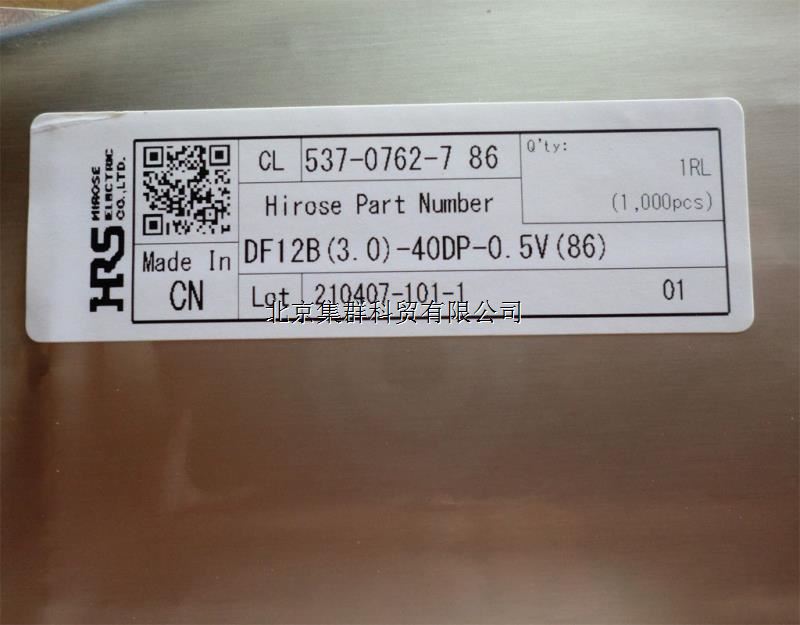 HRS HIROSE ELECTRIC CO.,LTD.
CL 537-0762-7 86
Q'ty:
1RL
(1,000pcs)
Hirose Part Number
DF12B(3.0)-40DP-0.5V(86)
Made In
CN
Lot 210407-101-1 01
北京集群科贸有限公司